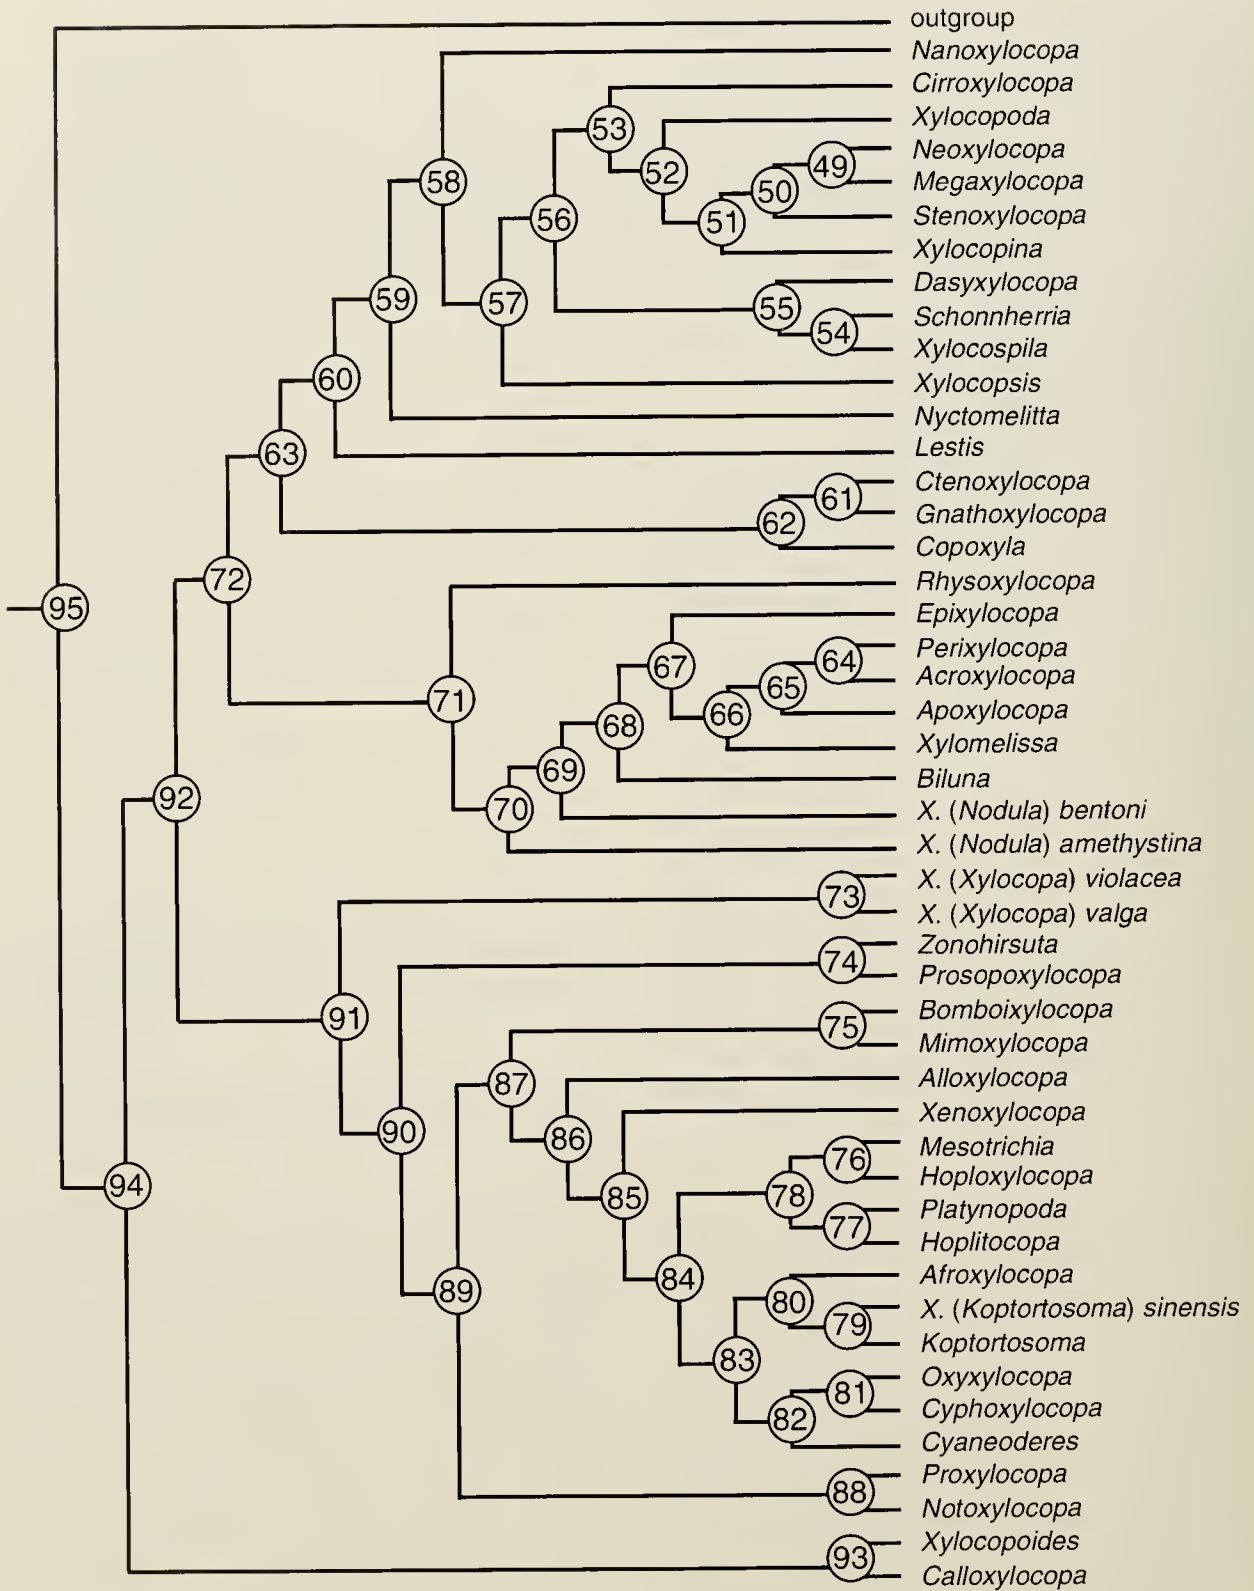 outgroup
Nanoxylocopa
Cirroxylocopa
53
Xylocopoda
52
Neoxylocopa
49
Megaxylocopa
58
50
Stenoxylocopa
56
51
Xylocopina
Dasyxylocopa
59
57
55
Schonnherria
54
Xylocospila
60
Xylocopsis
Nyctomelitta
63
Lestis
Ctenoxylocopa
61
Gnathoxylocopa
62
Copoxyla
72
Rhysoxylocopa
95
Epixylocopa
Perixylocopa
67
64
Acroxylocopa
71
65
Apoxylocopa
68
66
Xylomelissa
69
Biluna
92
70
X. (Nodula) bentoni
X. (Nodula) amethystina
X. (Xylocopa) violacea
73
X. (Xylocopa) valga
Zonohirsuta
74
Prosopoxylocopa
91
Bomboixylocopa
75
Mimoxylocopa
87
Alloxylocopa
90
86
Xenoxylocopa
Mesotrichia
76
94
85
78
Hoploxylocopa
Platynopoda
77
Hoplitocopa
84
Afroxylocopa
89
80
X. (Koptortosoma) sinensis
79
Koptortosoma
83
Oxyxylocopa
81
Cyphoxylocopa
82
Cyaneoderes
Proxylocopa
88
Notoxylocopa
Xylocopoides
93
Calloxylocopa